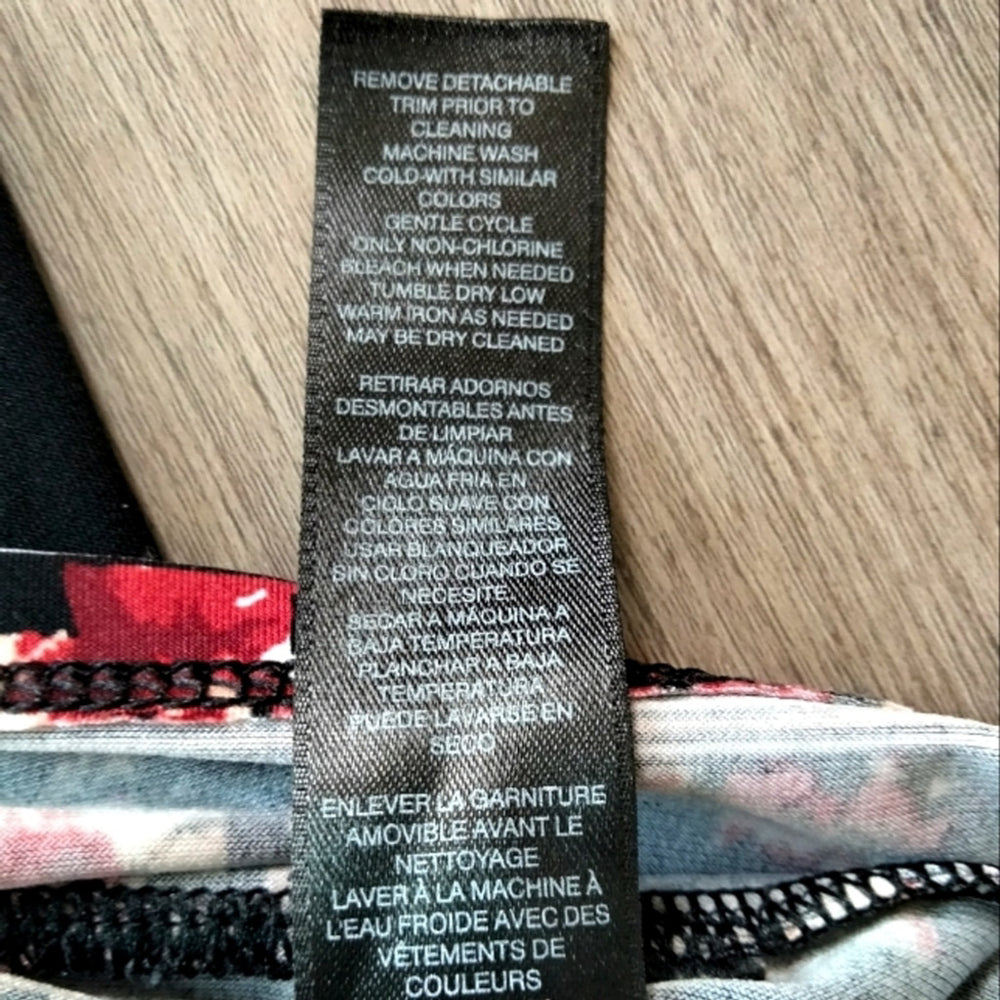 REMOVE DETACHABLE
TRIM PRIOR TO
CLEANING
MACHINE WASH
COLD-WITH SIMILAR
COLORS
GENTLE CYCLE
ONLY NON-CHLORINE
BLEACH WHEN NEEDED
TUMBLE DRY LOW
WARM IRON AS NEEDED
MAY BE DRY CLEANED
RETIRAR ADORNOS
DESMONTABLES ANTES
DE LIMPIAR
LAVAR A MÁQUINA CON
AGUA FRIA EN
CICLO SUAVE CON
COLORES SIMILARES.
USAR BLANQUEADOR
SIN CLORO CUANDO SE
NECESITE.
SECAR A MÁQUINA A
BAJA TEMPERATURA
PLANCHAR A BAJA
TEMPERATURA
PUEDE LAVARSE EN
SECO
ENLEVER LA GARNITURE
AMOVIBLE AVANT LE
NETTOYAGE
LAVER À LA MACHINE À
L'EAU FROIDE AVEC DES
VÊTEMENTS DE
COULEURS